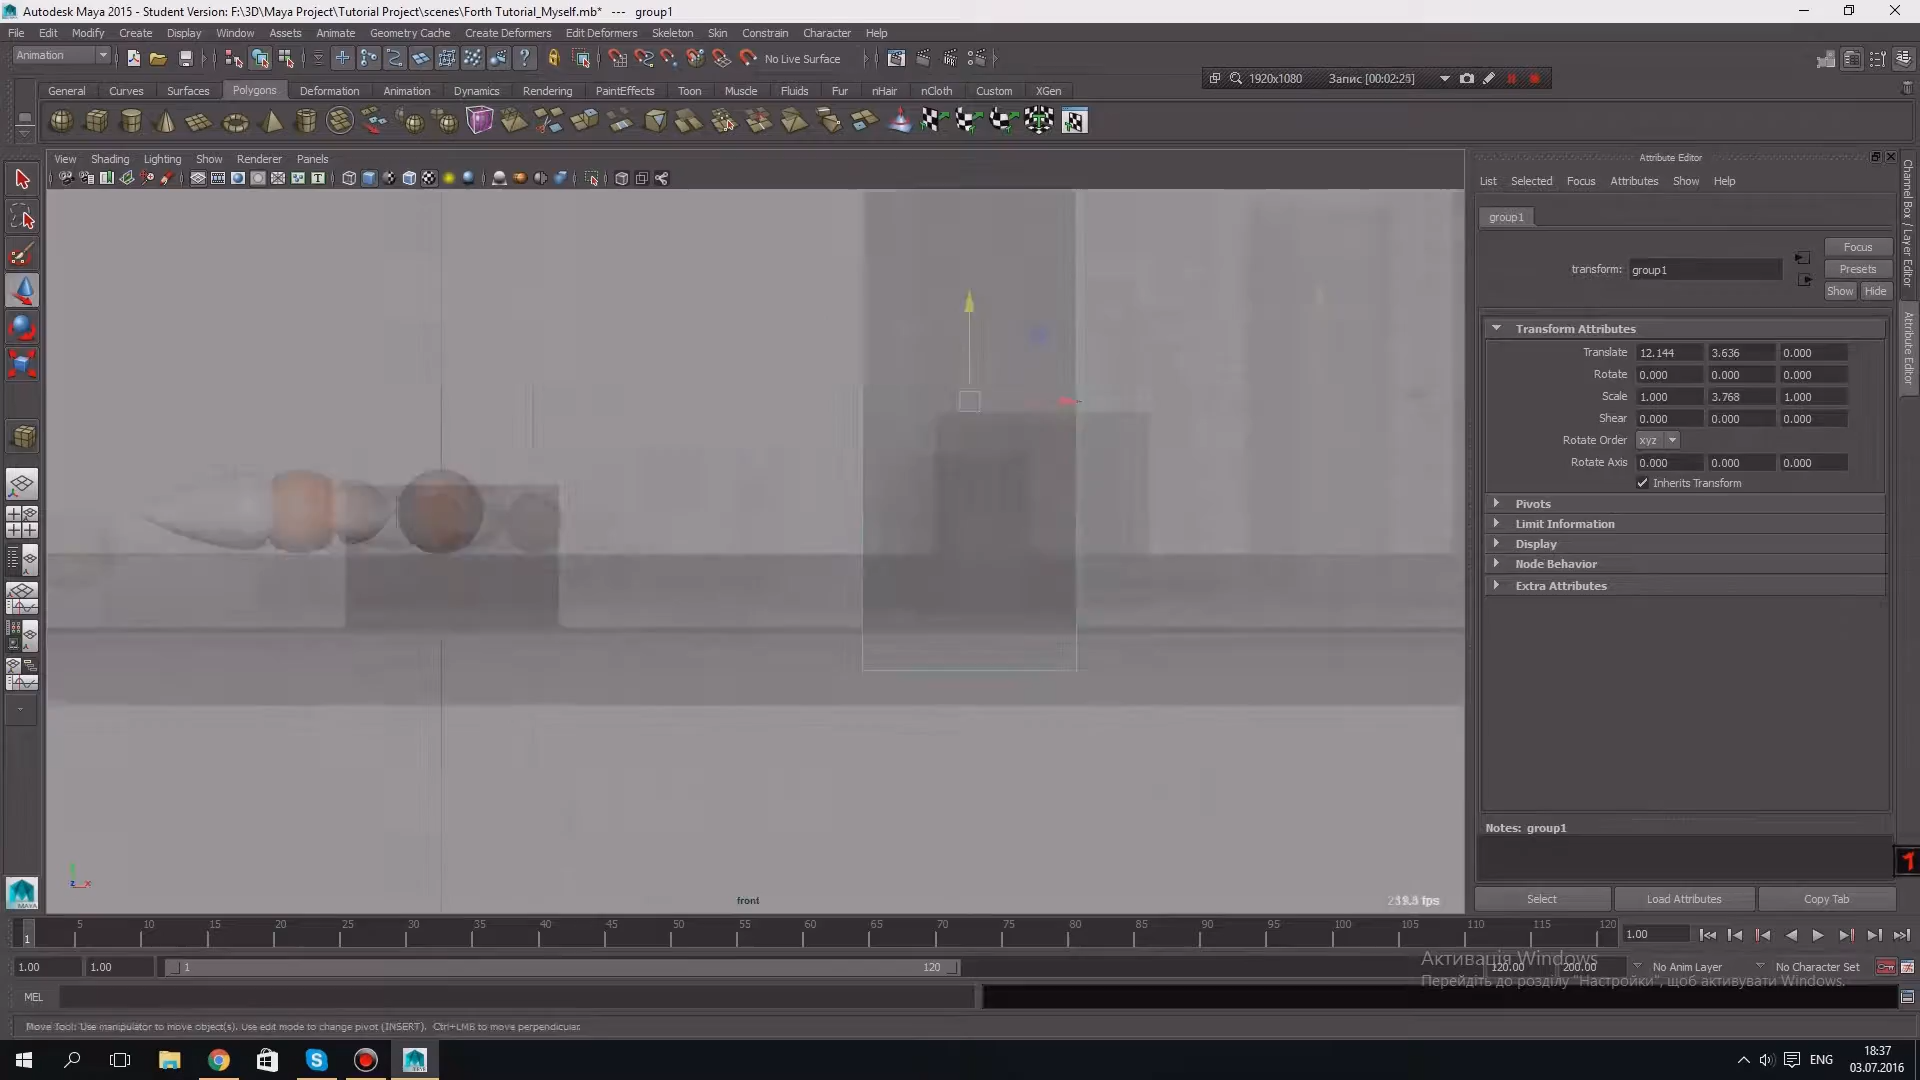 Autodesk Maya 2015 - Student Version: F:\3D\Maya Project\Tutorial Project\scenes\Forth Tutorial_Myself.mb* --- group1
File Edit Modify Create Display Window Assets Animate Geometry Cache Create Deformers Edit Deformers Skeleton Skin Constrain Character Help
Animation
No Live Surface
1920x1080 Запис [00:02:25]
General Curves Surfaces Polygons Deformation Animation Dynamics Rendering PaintEffects Toon Muscle Fluids Fur nHair nCloth Custom XGen
View Shading Lighting Show Renderer Panels
Attribute Editor
List Selected Focus Attributes Show Help
group1
transform: group1
Focus
Presets
Show Hide
Transform Attributes
Translate 12.144 3.636 0.000
Rotate 0.000 0.000 0.000
Scale 1.000 3.768 1.000
Shear 0.000 0.000 0.000
Rotate Order xyz
Rotate Axis 0.000 0.000 0.000
Inherits Transform
Pivots
Limit Information
Display
Node Behavior
Extra Attributes
Notes: group1
Select Load Attributes Copy Tab
Channel Box / Layer Editor
Attribute Editor
front
fps
5 10 15 20 25 30 35 40 45 50 55 60 65 70 75 80 85 90 95 100 105 110 115 120
1
1.00
1.00 1.00 1 120 120.00 200.00 No Anim Layer No Character Set
Активація Windows
Перейдіть до розділу "Настройки", щоб активувати Windows.
MEL
Move Tool: Use manipulator to move object(s). Use edit mode to change pivot (INSERT). Ctrl+LMB to move perpendicular.
MAYA
ENG
18:37
03.07.2016